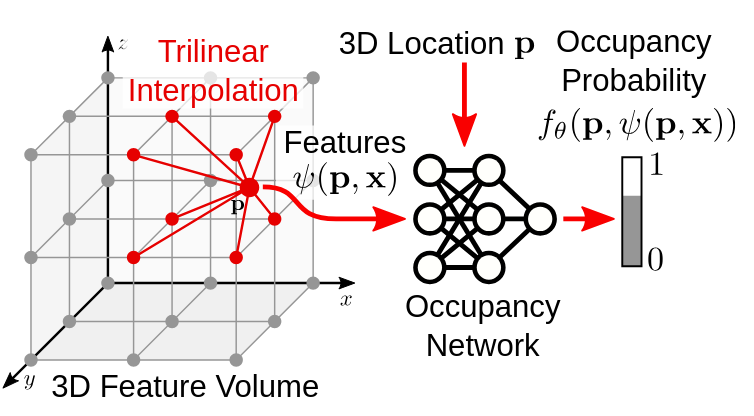 z
Trilinear
Interpolation
3D Location p
Occupancy
Probability
f_θ(p, ψ(p, x))
Features
ψ(p, x)
p
1
0
x
Occupancy
Network
y
3D Feature Volume